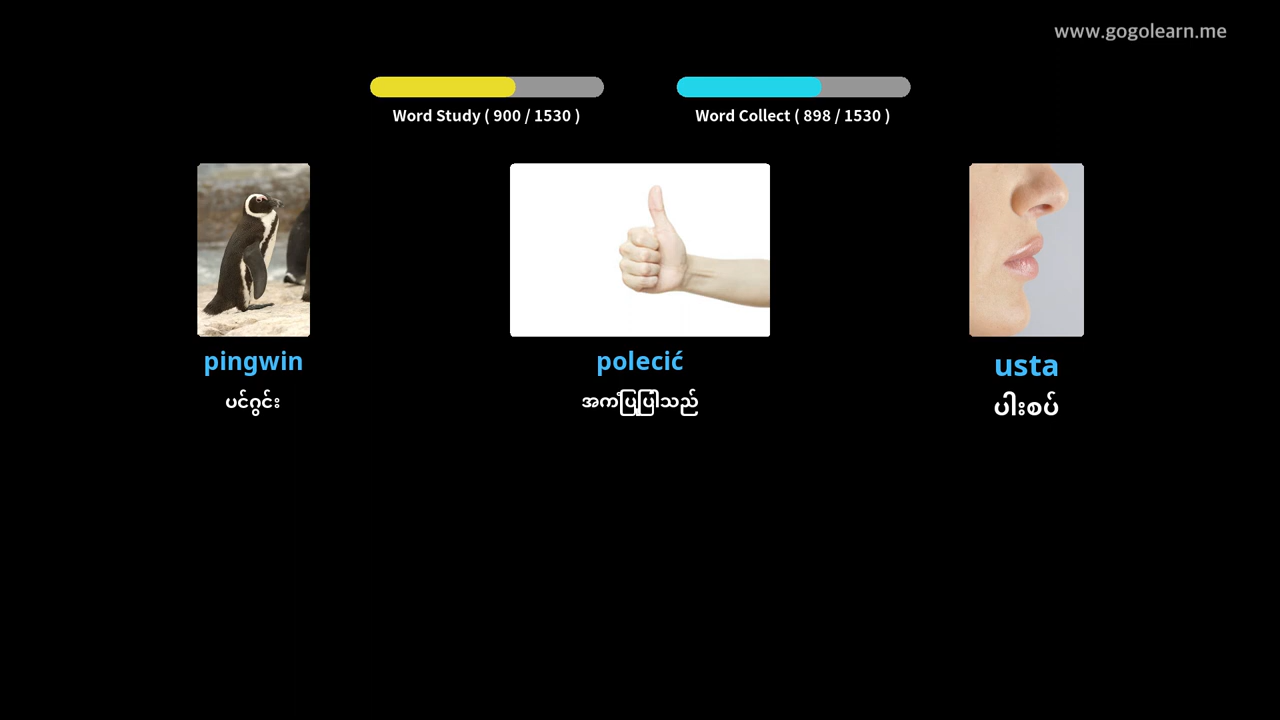 www.gogolearn.me
Word Study ( 900 / 1530 )
Word Collect ( 898 / 1530 )
pingwin
polecić
usta
ပင်ဂွင်း
အကံပြုပြါသည်
ပါးစပ်